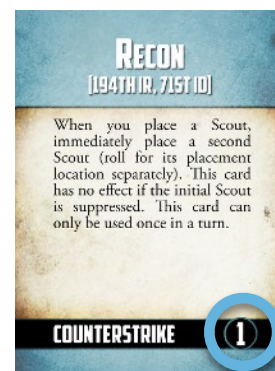 RECON
[194TH IR, 71ST ID]
When you place a Scout,
immediately place a second
Scout (roll for its placement
location separately). This card
has no effect if the initial Scout
is suppressed. This card can
only be used once in a turn.
COUNTERSTRIKE
1